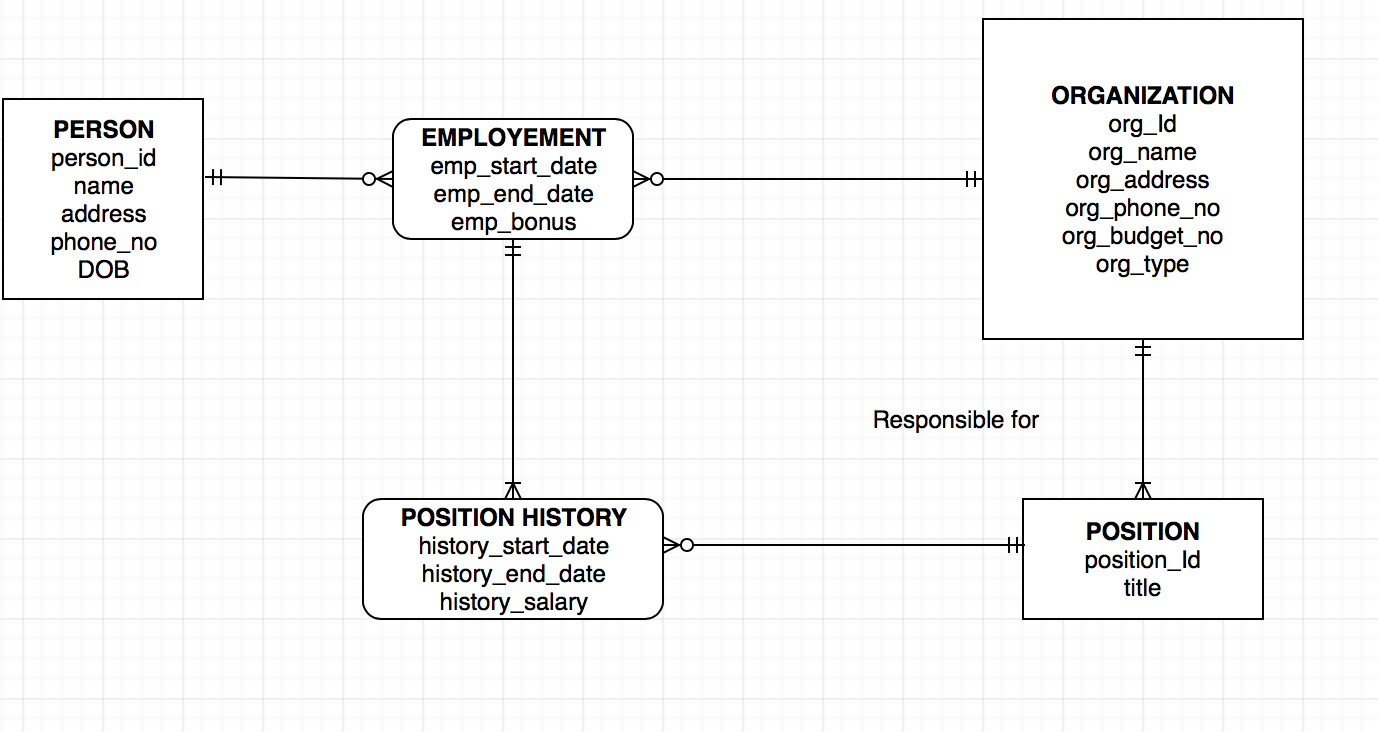 PERSON
person_id
name
address
phone_no
DOB
EMPLOYEMENT
emp_start_date
emp_end_date
emp_bonus
ORGANIZATION
org_Id
org_name
org_address
org_phone_no
org_budget_no
org_type
Responsible for
POSITION HISTORY
history_start_date
history_end_date
history_salary
POSITION
position_Id
title